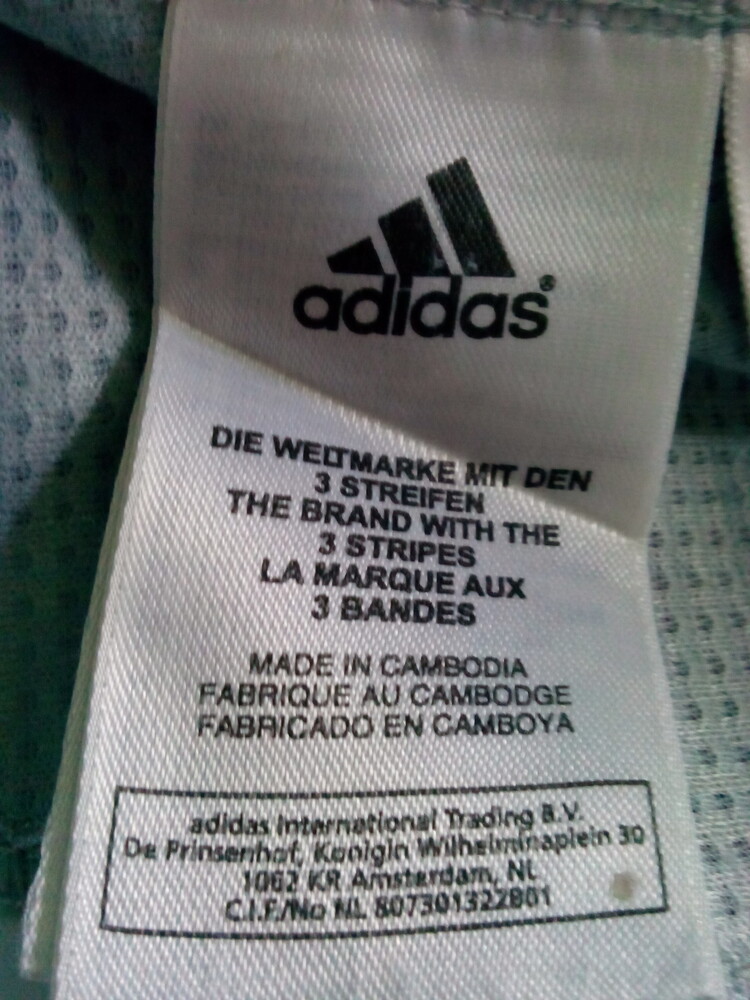 adidas®
DIE WELTMARKE MIT DEN
3 STREIFEN
THE BRAND WITH THE
3 STRIPES
LA MARQUE AUX
3 BANDES
MADE IN CAMBODIA
FABRIQUE AU CAMBODGE
FABRICADO EN CAMBOYA
adidas International Trading B.V.
De Prinsenhof, Konigin Wilhelminaplein 30
1062 KR Amsterdam, NL
C.I.F./No NL 807301322B01